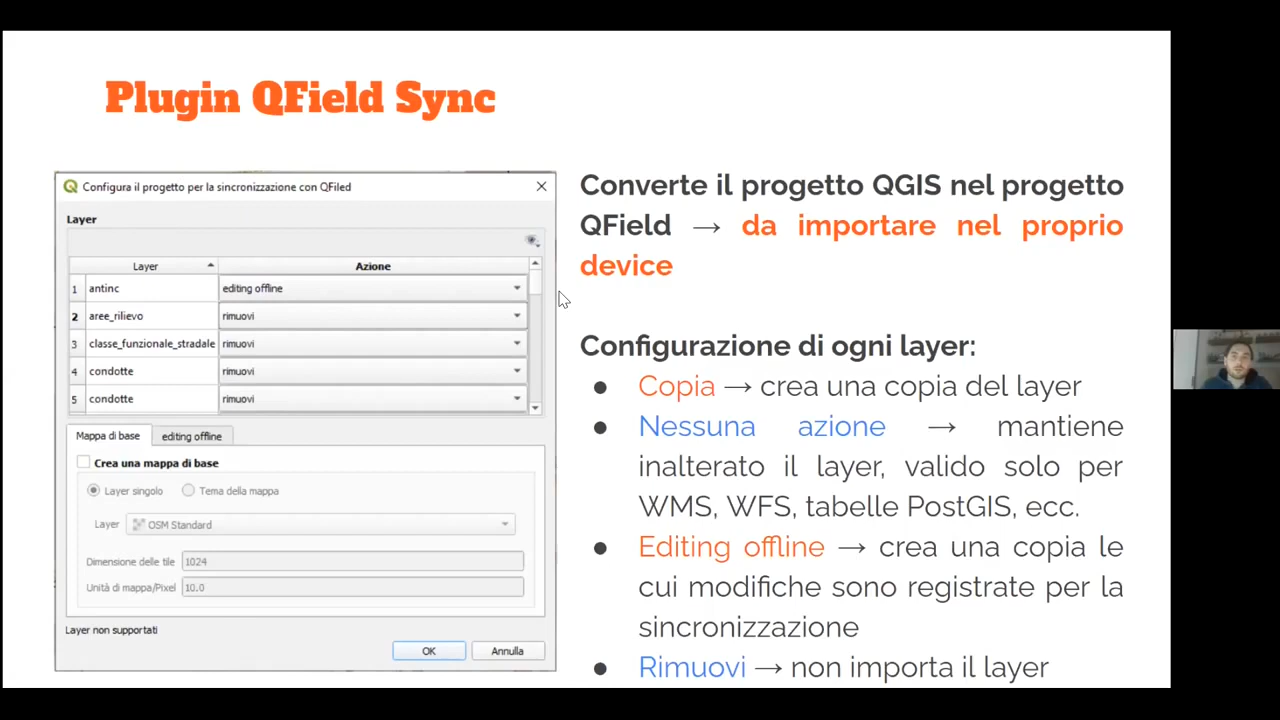 Plugin QField Sync
Configura il progetto per la sincronizzazione con QFiled
Layer
Layer Azione
1 antinc editing offline
2 aree_rilievo rimuovi
3 classe_funzionale_stradale rimuovi
4 condotte rimuovi
5 condotte rimuovi
Mappa di base editing offline
Crea una mappa di base
Layer singolo Tema della mappa
Layer OSM Standard
Dimensione delle tile 1024
Unità di mappa/Pixel 10.0
Layer non supportati
OK Annulla
Converte il progetto QGIS nel progetto
QField → da importare nel proprio
device
Configurazione di ogni layer:
● Copia → crea una copia del layer
● Nessuna azione → mantiene
inalterato il layer, valido solo per
WMS, WFS, tabelle PostGIS, ecc.
● Editing offline → crea una copia le
cui modifiche sono registrate per la
sincronizzazione
● Rimuovi → non importa il layer